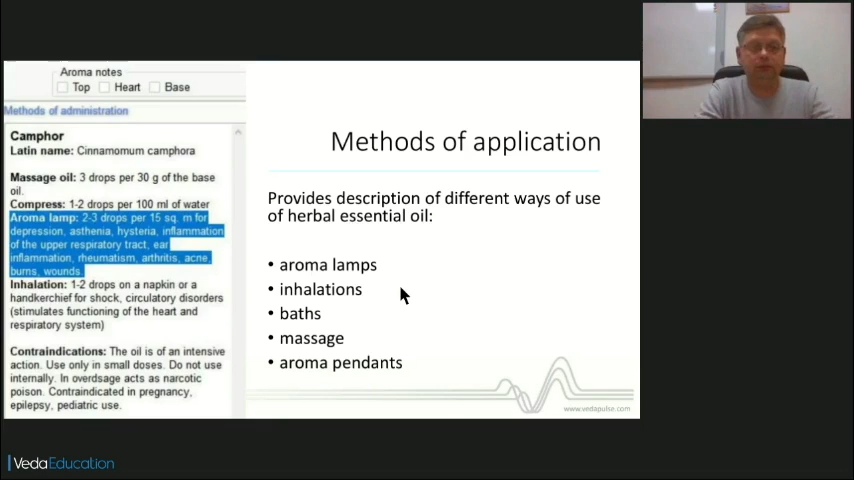 Aroma notes
Top Heart Base
Methods of administration
Camphor
Latin name: Cinnamomum camphora
Massage oil: 3 drops per 30 g of the base
oil.
Compress: 1-2 drops per 100 ml of water
Aroma lamp: 2-3 drops per 15 sq. m for
depression, asthenia, hysteria, inflammation
of the upper respiratory tract, ear
inflammation, rheumatism, arthritis, acne,
burns, wounds.
Inhalation: 1-2 drops on a napkin or a
handkerchief for shock, circulatory disorders
(stimulates functioning of the heart and
respiratory system)
Contraindications: The oil is of an intensive
action. Use only in small doses. Do not use
internally. In overdsage acts as narcotic
poison. Contraindicated in pregnancy,
epilepsy, pediatric use.
Methods of application
Provides description of different ways of use
of herbal essential oil:
• aroma lamps
• inhalations
• baths
• massage
• aroma pendants
www.vedapulse.com
VedaEducation